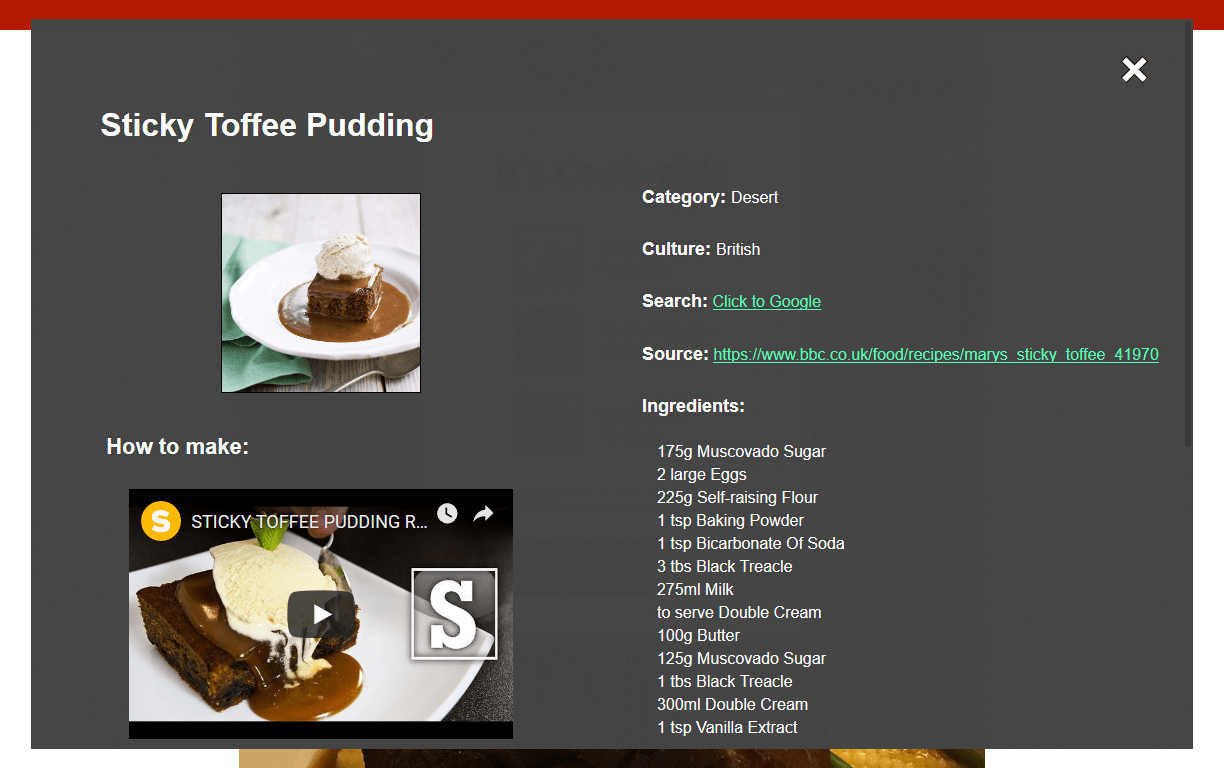 Sticky Toffee Pudding
It's Cook-able
Category: Desert
Culture: British
Search: Click to Google
Source: https://www.bbc.co.uk/food/recipes/marys_sticky_toffee_41970
Ingredients:
175g Muscovado Sugar
2 large Eggs
225g Self-raising Flour
1 tsp Baking Powder
1 tsp Bicarbonate Of Soda
3 tbs Black Treacle
275ml Milk
to serve Double Cream
100g Butter
125g Muscovado Sugar
1 tbs Black Treacle
300ml Double Cream
1 tsp Vanilla Extract
How to make:
S STICKY TOFFEE PUDDING R...
S